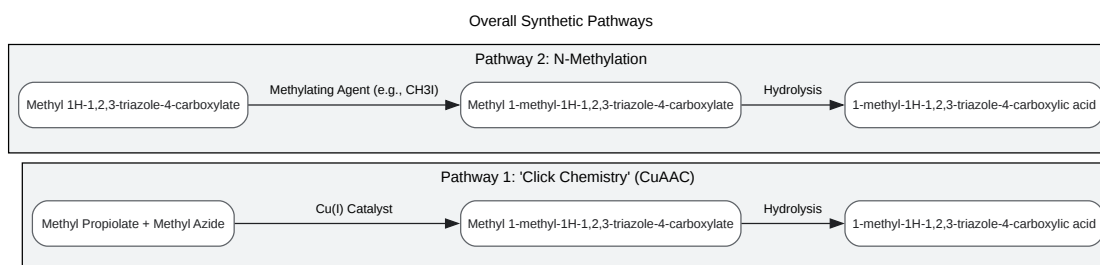 Overall Synthetic Pathways
Pathway 2: N-Methylation
Methyl 1H-1,2,3-triazole-4-carboxylate
Methylating Agent (e.g., CH3I)
Methyl 1-methyl-1H-1,2,3-triazole-4-carboxylate
Hydrolysis
1-methyl-1H-1,2,3-triazole-4-carboxylic acid
Pathway 1: 'Click Chemistry' (CuAAC)
Methyl Propiolate + Methyl Azide
Cu(I) Catalyst
Methyl 1-methyl-1H-1,2,3-triazole-4-carboxylate
Hydrolysis
1-methyl-1H-1,2,3-triazole-4-carboxylic acid